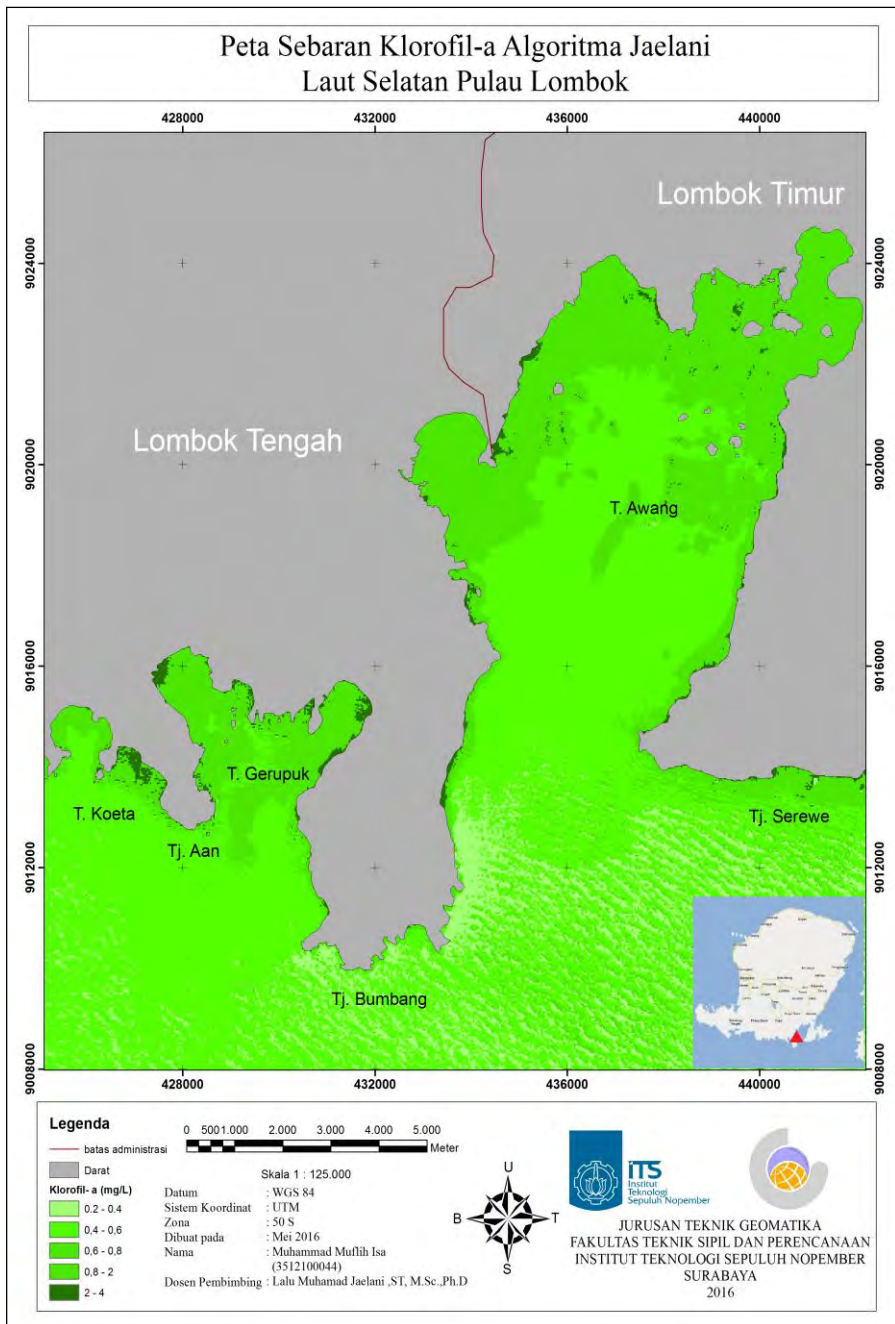 Peta Sebaran Klorofil-a Algoritma Jaelani
Laut Selatan Pulau Lombok
428000 432000 436000 440000
9024000 9024000
9020000 9020000
9016000 9016000
9012000 9012000
9008000 9008000
Lombok Timur
Lombok Tengah
T. Awang
T. Gerupuk
T. Koeta
Tj. Aan
Tj. Serewe
Tj. Bumbang
428000 432000 436000 440000
Legenda
batas administrasi
Darat
Klorofil- a (mg/L)
0.2 - 0.4
0,4 - 0,6
0,6 - 0,8
0,8 - 2
2 - 4
0 5001.000 2.000 3.000 4.000 5.000
Meter
Skala 1 : 125.000
Datum : WGS 84
Sistem Koordinat : UTM
Zona : 50 S
Dibuat pada : Mei 2016
Nama : Muhammad Muflih Isa
(3512100044)
Dosen Pembimbing : Lalu Muhamad Jaelani ,ST, M.Sc.,Ph.D
U
B T
S
ITS
Institut
Teknologi
Sepuluh Nopember
JURUSAN TEKNIK GEOMATIKA
FAKULTAS TEKNIK SIPIL DAN PERENCANAAN
INSTITUT TEKNOLOGI SEPULUH NOPEMBER
SURABAYA
2016